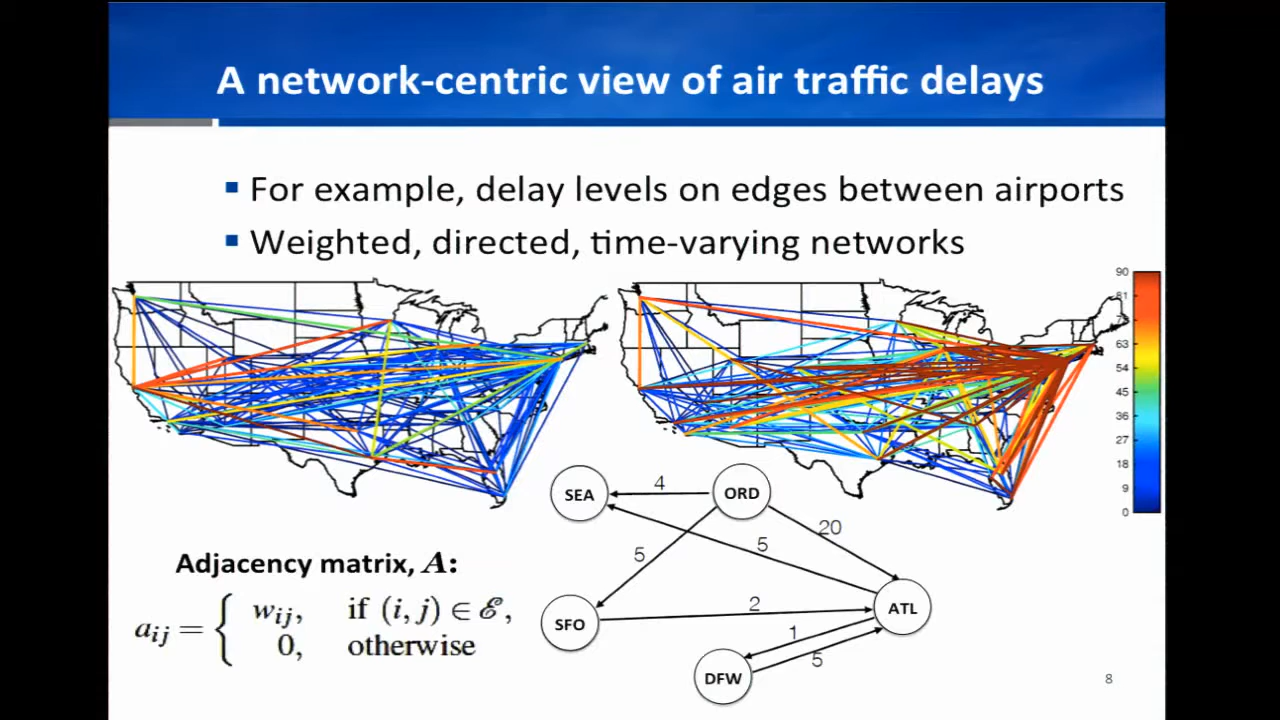 A network-centric view of air traffic delays
▪ For example, delay levels on edges between airports
▪ Weighted, directed, time-varying networks
90
81
63
54
45
36
27
18
9
0
SEA
4
ORD
20
5
5
Adjacency matrix, A:
a_ij = { w_ij, if (i, j) ∈ ℰ,
0, otherwise
SFO
2
ATL
1
5
DFW
8